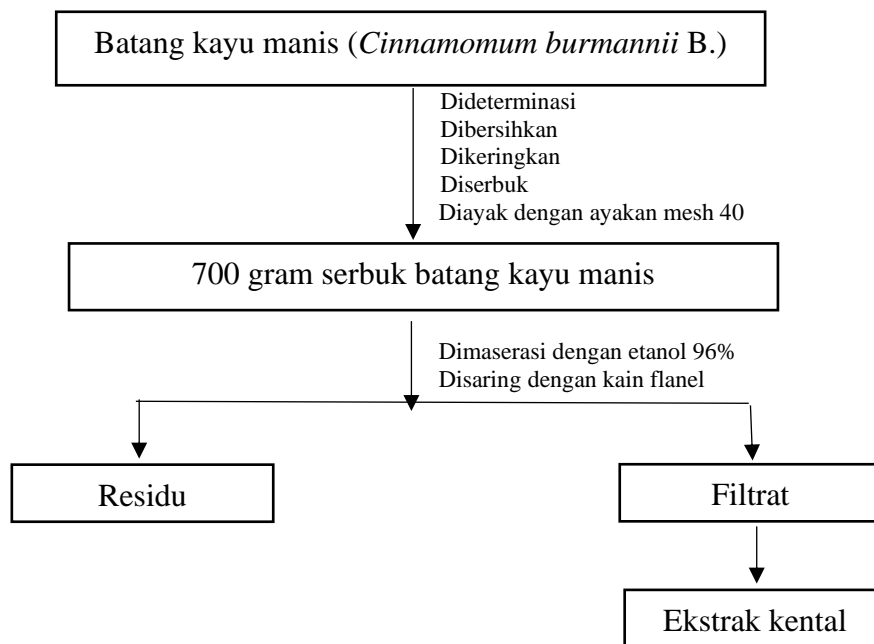 Batang kayu manis (Cinnamomum burmannii B.)
Dideterminasi
Dibersihkan
Dikeringkan
Diserbuk
Diayak dengan ayakan mesh 40
700 gram serbuk batang kayu manis
Dimaserasi dengan etanol 96%
Disaring dengan kain flanel
Residu
Filtrat
Ekstrak kental